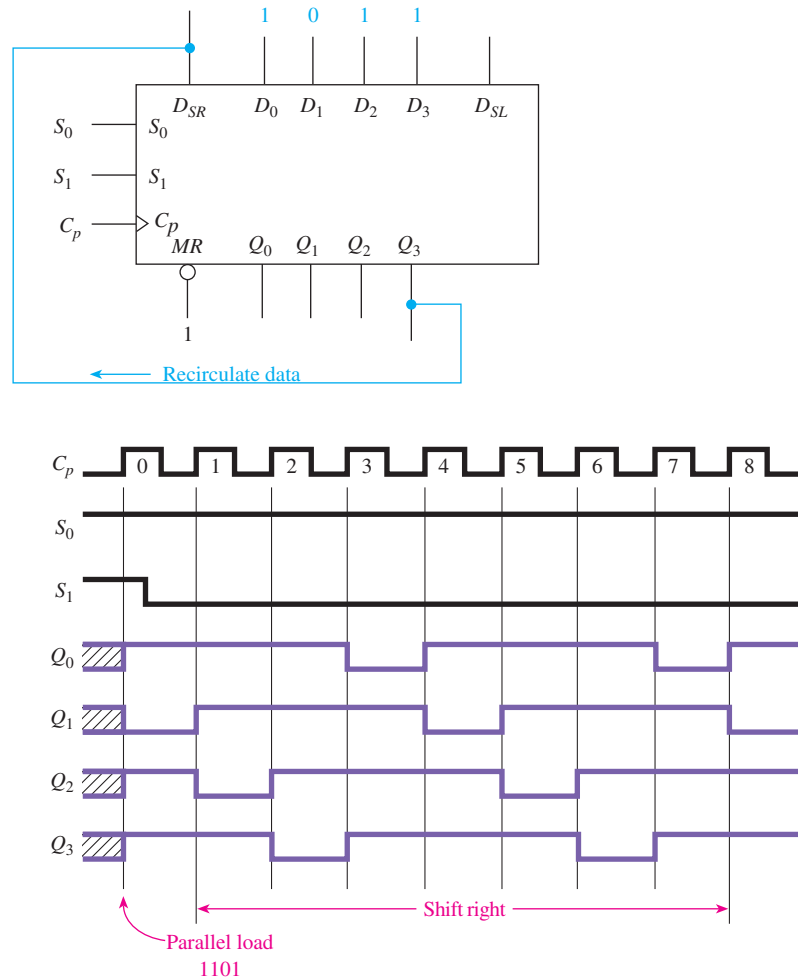 1 0 1 1
D_SR D_0 D_1 D_2 D_3 D_SL
S_0 S_0
S_1 S_1
C_p C_p
MR Q_0 Q_1 Q_2 Q_3
1
Recirculate data
C_p 0 1 2 3 4 5 6 7 8
S_0
S_1
Q_0
Q_1
Q_2
Q_3
Shift right
Parallel load
1101